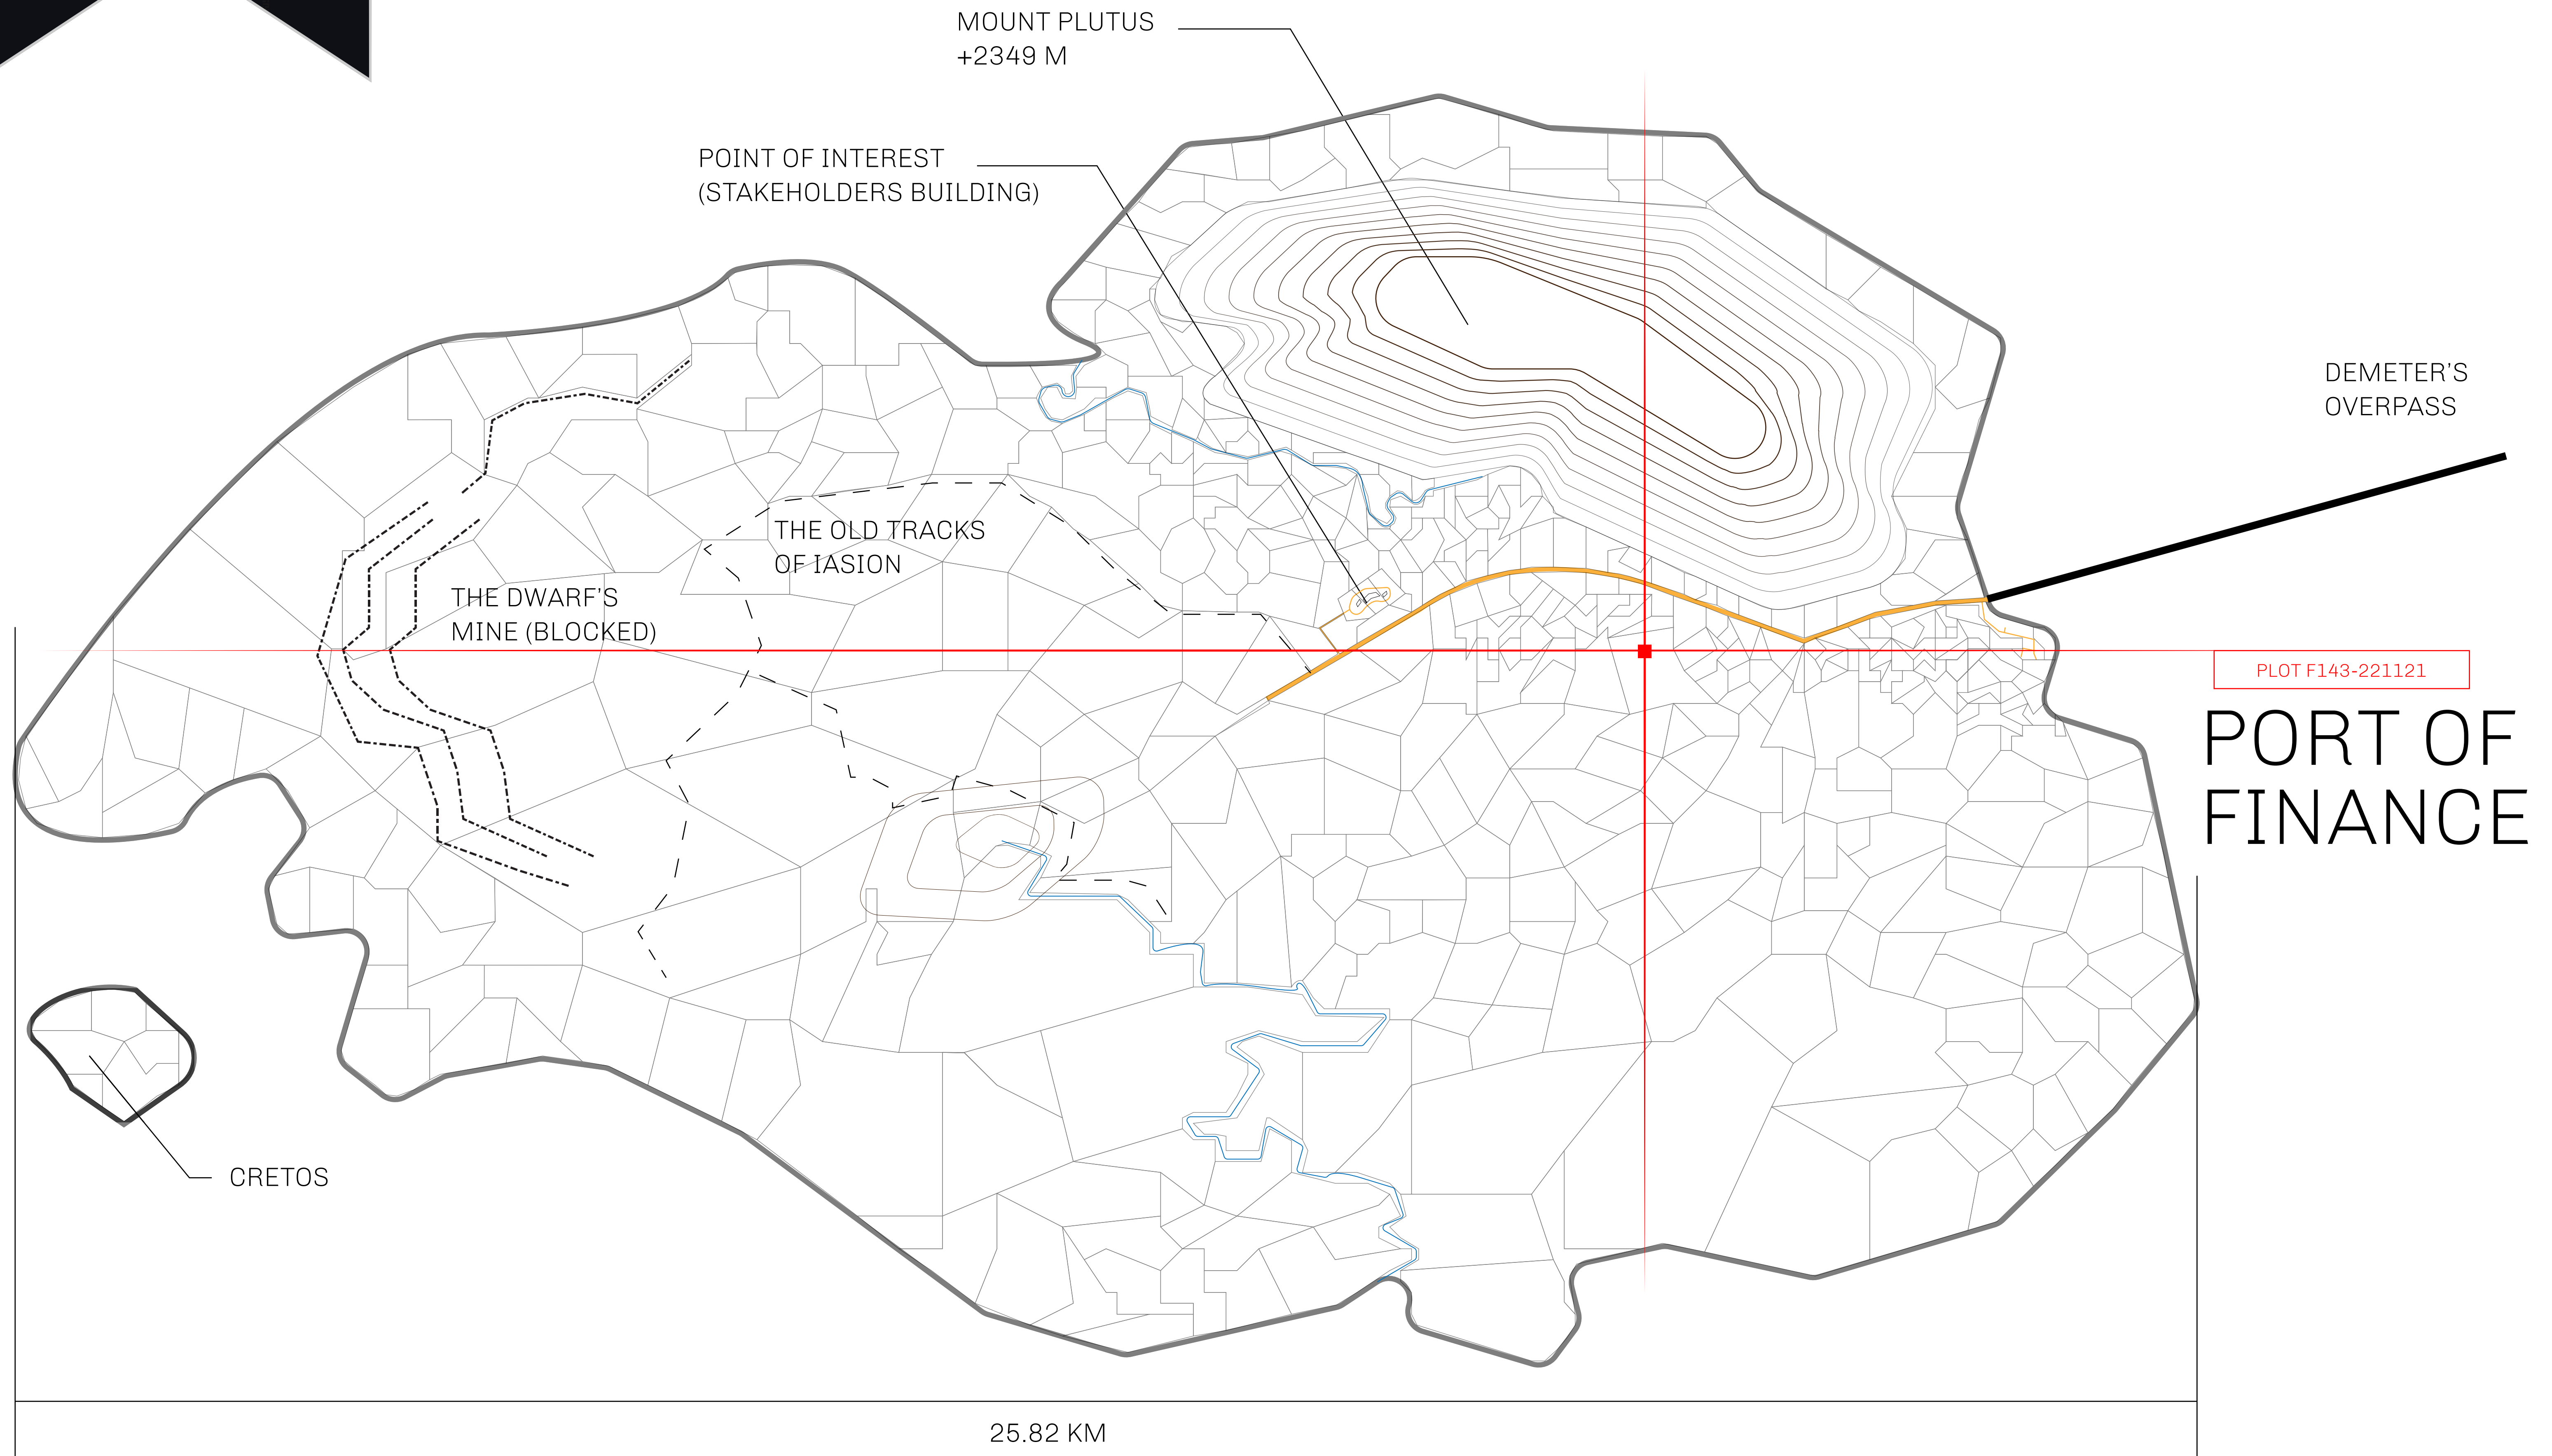 MOUNT PLUTUS
+2349 M
POINT OF INTEREST
(STAKEHOLDERS BUILDING)
DEMETER'S
OVERPASS
THE OLD TRACKS
OF IASION
THE DWARF'S
MINE (BLOCKED)
PLOT F143-221121
PORT OF
FINANCE
CRETOS
25.82 KM